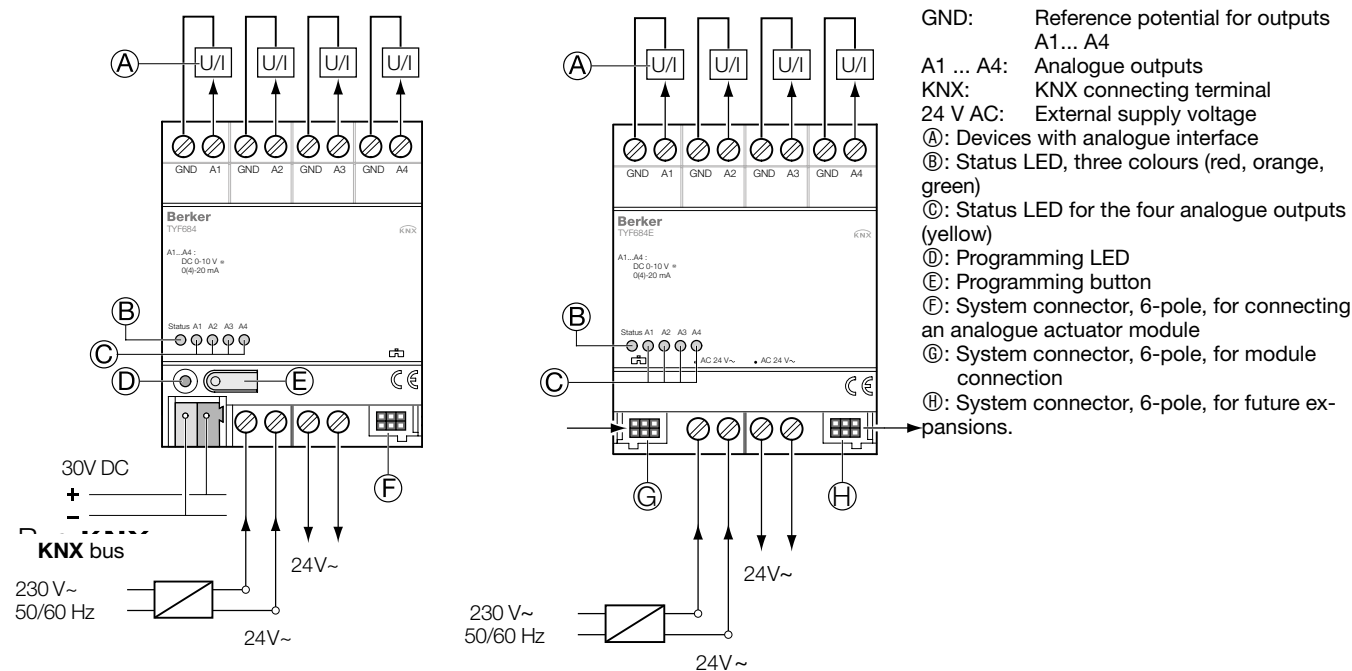 Ⓐ
U/I U/I U/I U/I
GND A1 GND A2 GND A3 GND A4
Berker
TYF684
KNX
A1...A4 :
DC 0-10 V =
0(4)-20 mA
Ⓑ
Status A1 A2 A3 A4
Ⓒ
Ⓓ
Ⓔ
CE
Ⓕ
30V DC
+
–
KNX bus
24V~
230 V~
50/60 Hz
24V~
Ⓐ
U/I U/I U/I U/I
GND A1 GND A2 GND A3 GND A4
Berker
TYF684E
KNX
A1...A4 :
DC 0-10 V =
0(4)-20 mA
Ⓑ
Status A1 A2 A3 A4
AC 24 V~ AC 24 V~
Ⓒ
CE
Ⓖ
Ⓗ
24V~
230 V~
50/60 Hz
24V~
GND: Reference potential for outputs
A1... A4
A1 ... A4: Analogue outputs
KNX: KNX connecting terminal
24 V AC: External supply voltage
Ⓐ: Devices with analogue interface
Ⓑ: Status LED, three colours (red, orange,
green)
Ⓒ: Status LED for the four analogue outputs
(yellow)
Ⓓ: Programming LED
Ⓔ: Programming button
Ⓕ: System connector, 6-pole, for connecting
an analogue actuator module
Ⓖ: System connector, 6-pole, for module
connection
Ⓗ: System connector, 6-pole, for future ex-
pansions.